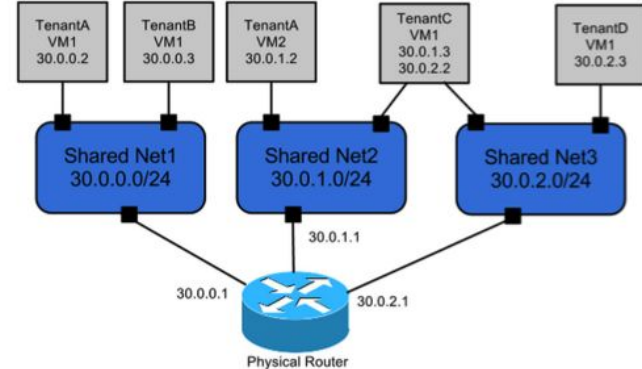 TenantA
VM1
30.0.0.2
TenantB
VM1
30.0.0.3
TenantA
VM2
30.0.1.2
TenantC
VM1
30.0.1.3
30.0.2.2
TenantD
VM1
30.0.2.3
Shared Net1
30.0.0.0/24
Shared Net2
30.0.1.0/24
Shared Net3
30.0.2.0/24
30.0.1.1
30.0.0.1
30.0.2.1
Physical Router